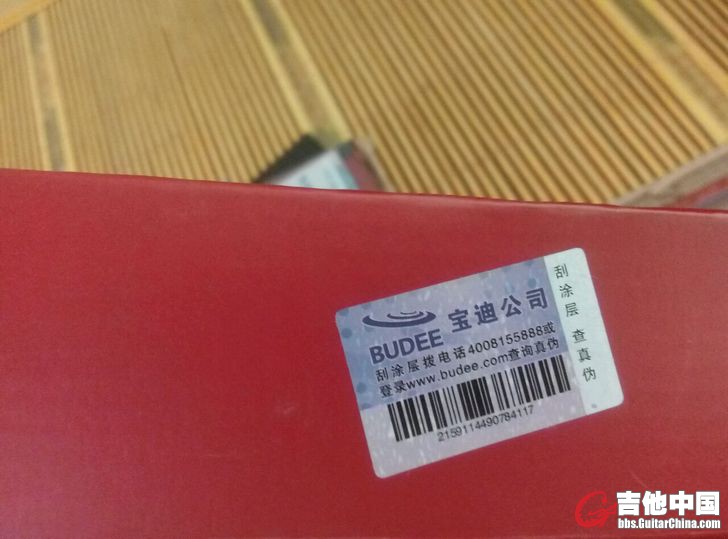 BUDEE 宝迪公司
刮涂层拨电话4008155888或
登录www.budee.com查询真伪
2159114490784117
刮涂层 查真伪
吉他中国
bbs.GuitarChina.com